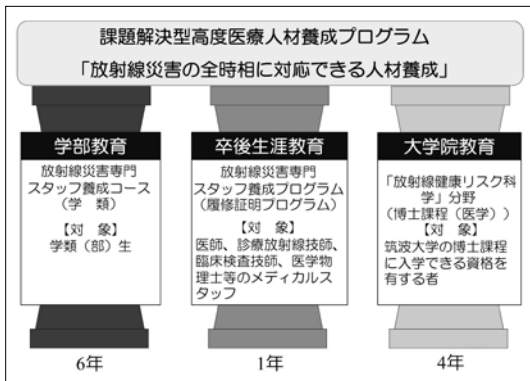 課題解決型高度医療人材養成プログラム
「放射線災害の全時相に対応できる人材養成」
学部教育
放射線災害専門
スタッフ養成コース
(学　類)
【対　象】
学類（部）生
6年
卒後生涯教育
放射線災害専門
スタッフ養成プログラム
(履修証明プログラム)
【対　象】
医師、診療放射線技師、
臨床検査技師、医学物
理士等のメディカルス
タッフ
1年
大学院教育
「放射線健康リスク科
学」分野
(博士課程（医学）)
【対　象】
筑波大学の博士課程
に入学できる資格を
有する者
4年